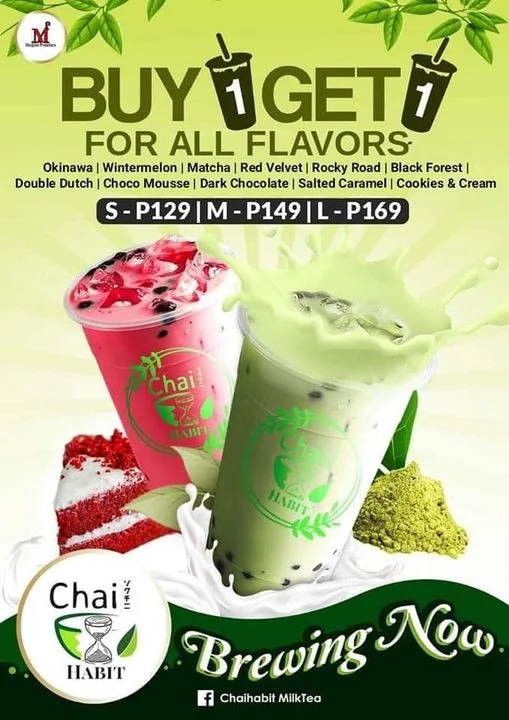 Mf
BUY 1 GET 1
FOR ALL FLAVORS
Okinawa | Wintermelon | Matcha | Red Velvet | Rocky Road | Black Forest |
Double Dutch | Choco Mousse | Dark Chocolate | Salted Caramel | Cookies & Cream
S - P129 | M - P149 | L - P169
Chai
HABIT
Chai
HABIT
Chai
HABIT
Brewing Now
Chaihabit MilkTea